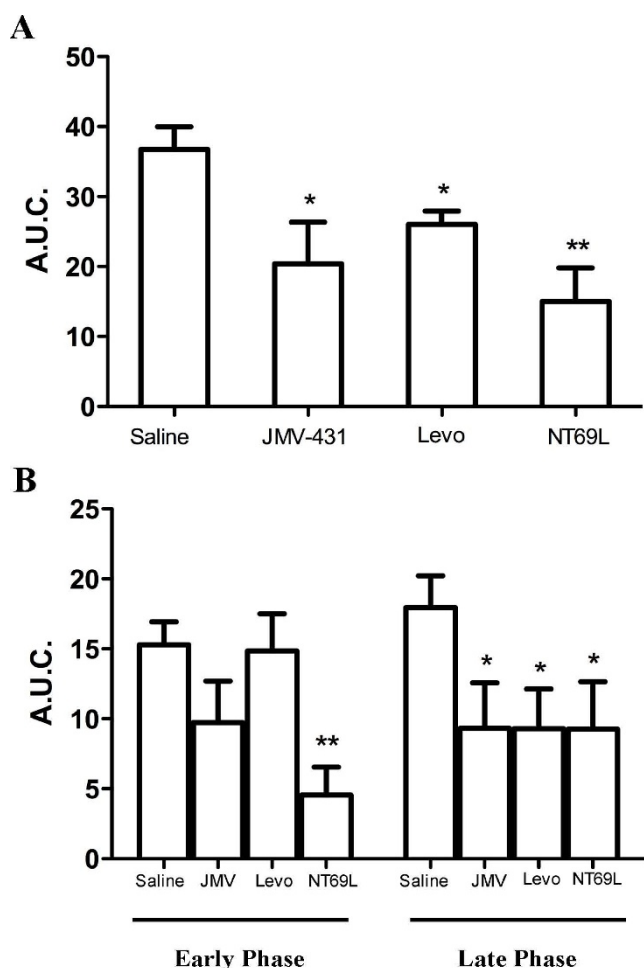 A
50
40
30
20
10
0
A.U.C.
*
*
**
Saline JMV-431 Levo NT69L
B
25
20
15
10
5
0
A.U.C.
**
*
*
*
Saline JMV Levo NT69L Saline JMV Levo NT69L
Early Phase Late Phase